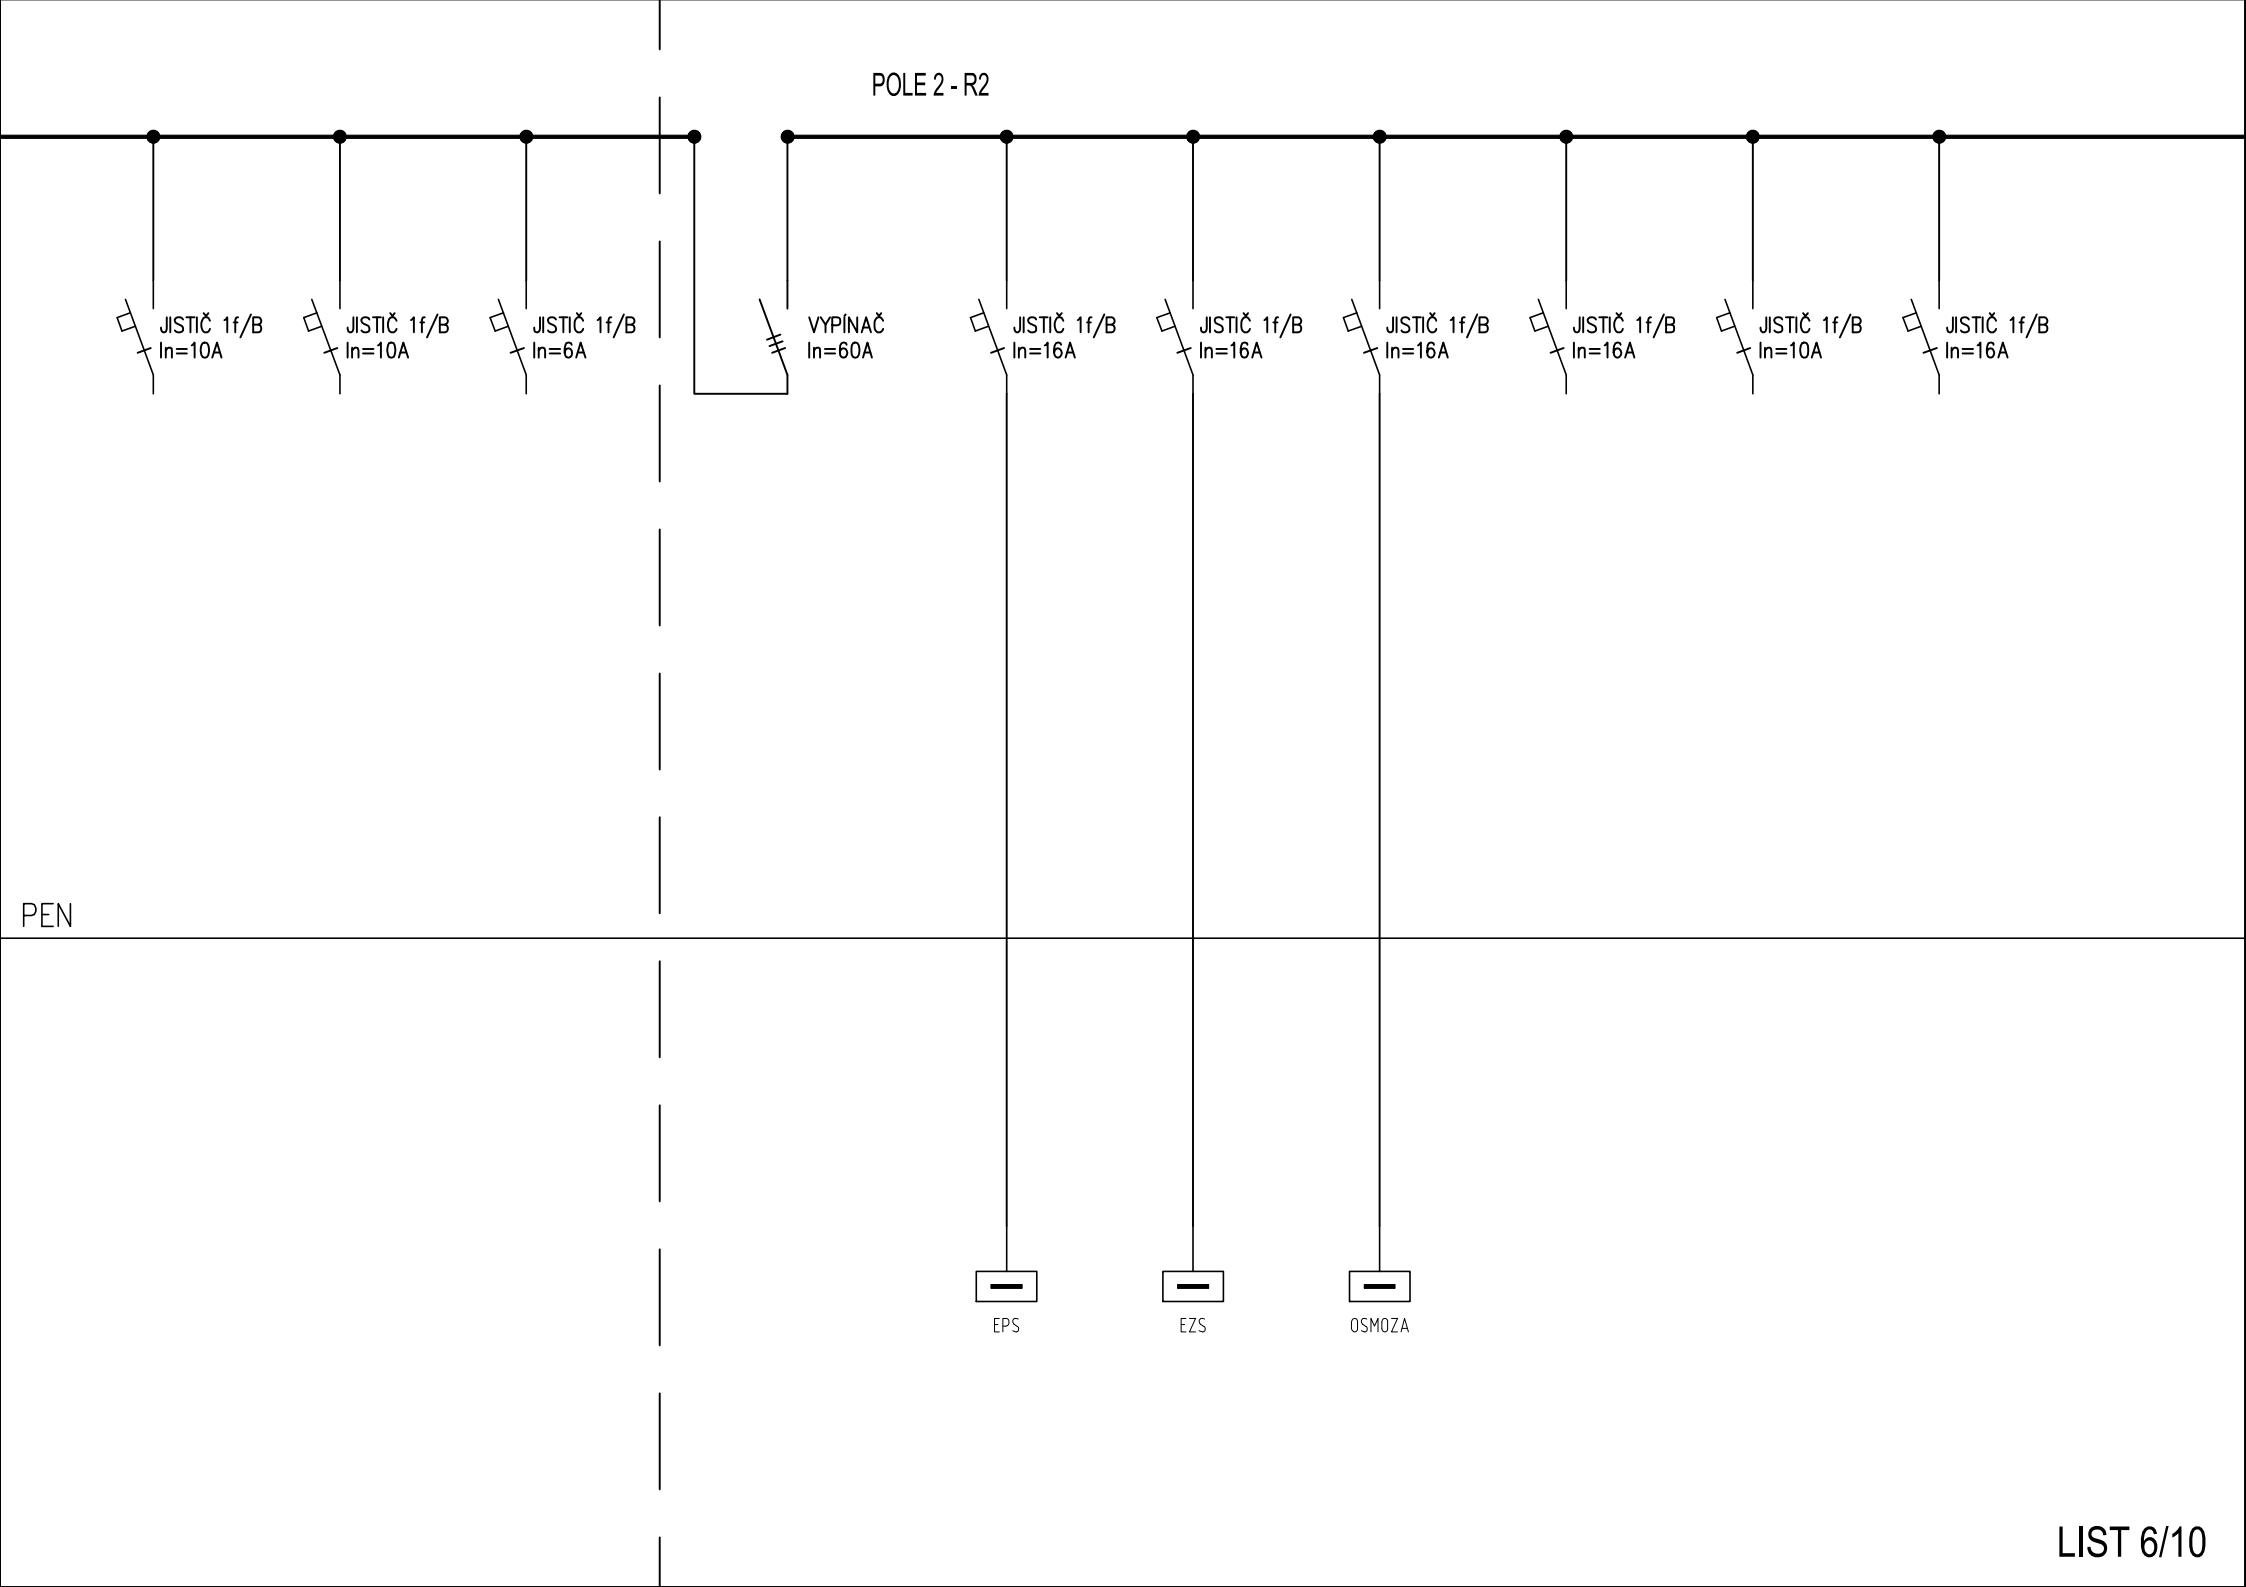 POLE 2 - R2
JISTIČ 1f/B
In=10A
JISTIČ 1f/B
In=10A
JISTIČ 1f/B
In=6A
VYPÍNAČ
In=60A
JISTIČ 1f/B
In=16A
JISTIČ 1f/B
In=16A
JISTIČ 1f/B
In=16A
JISTIČ 1f/B
In=16A
JISTIČ 1f/B
In=10A
JISTIČ 1f/B
In=16A
PEN
EPS
EZS
OSMOZA
LIST 6/10